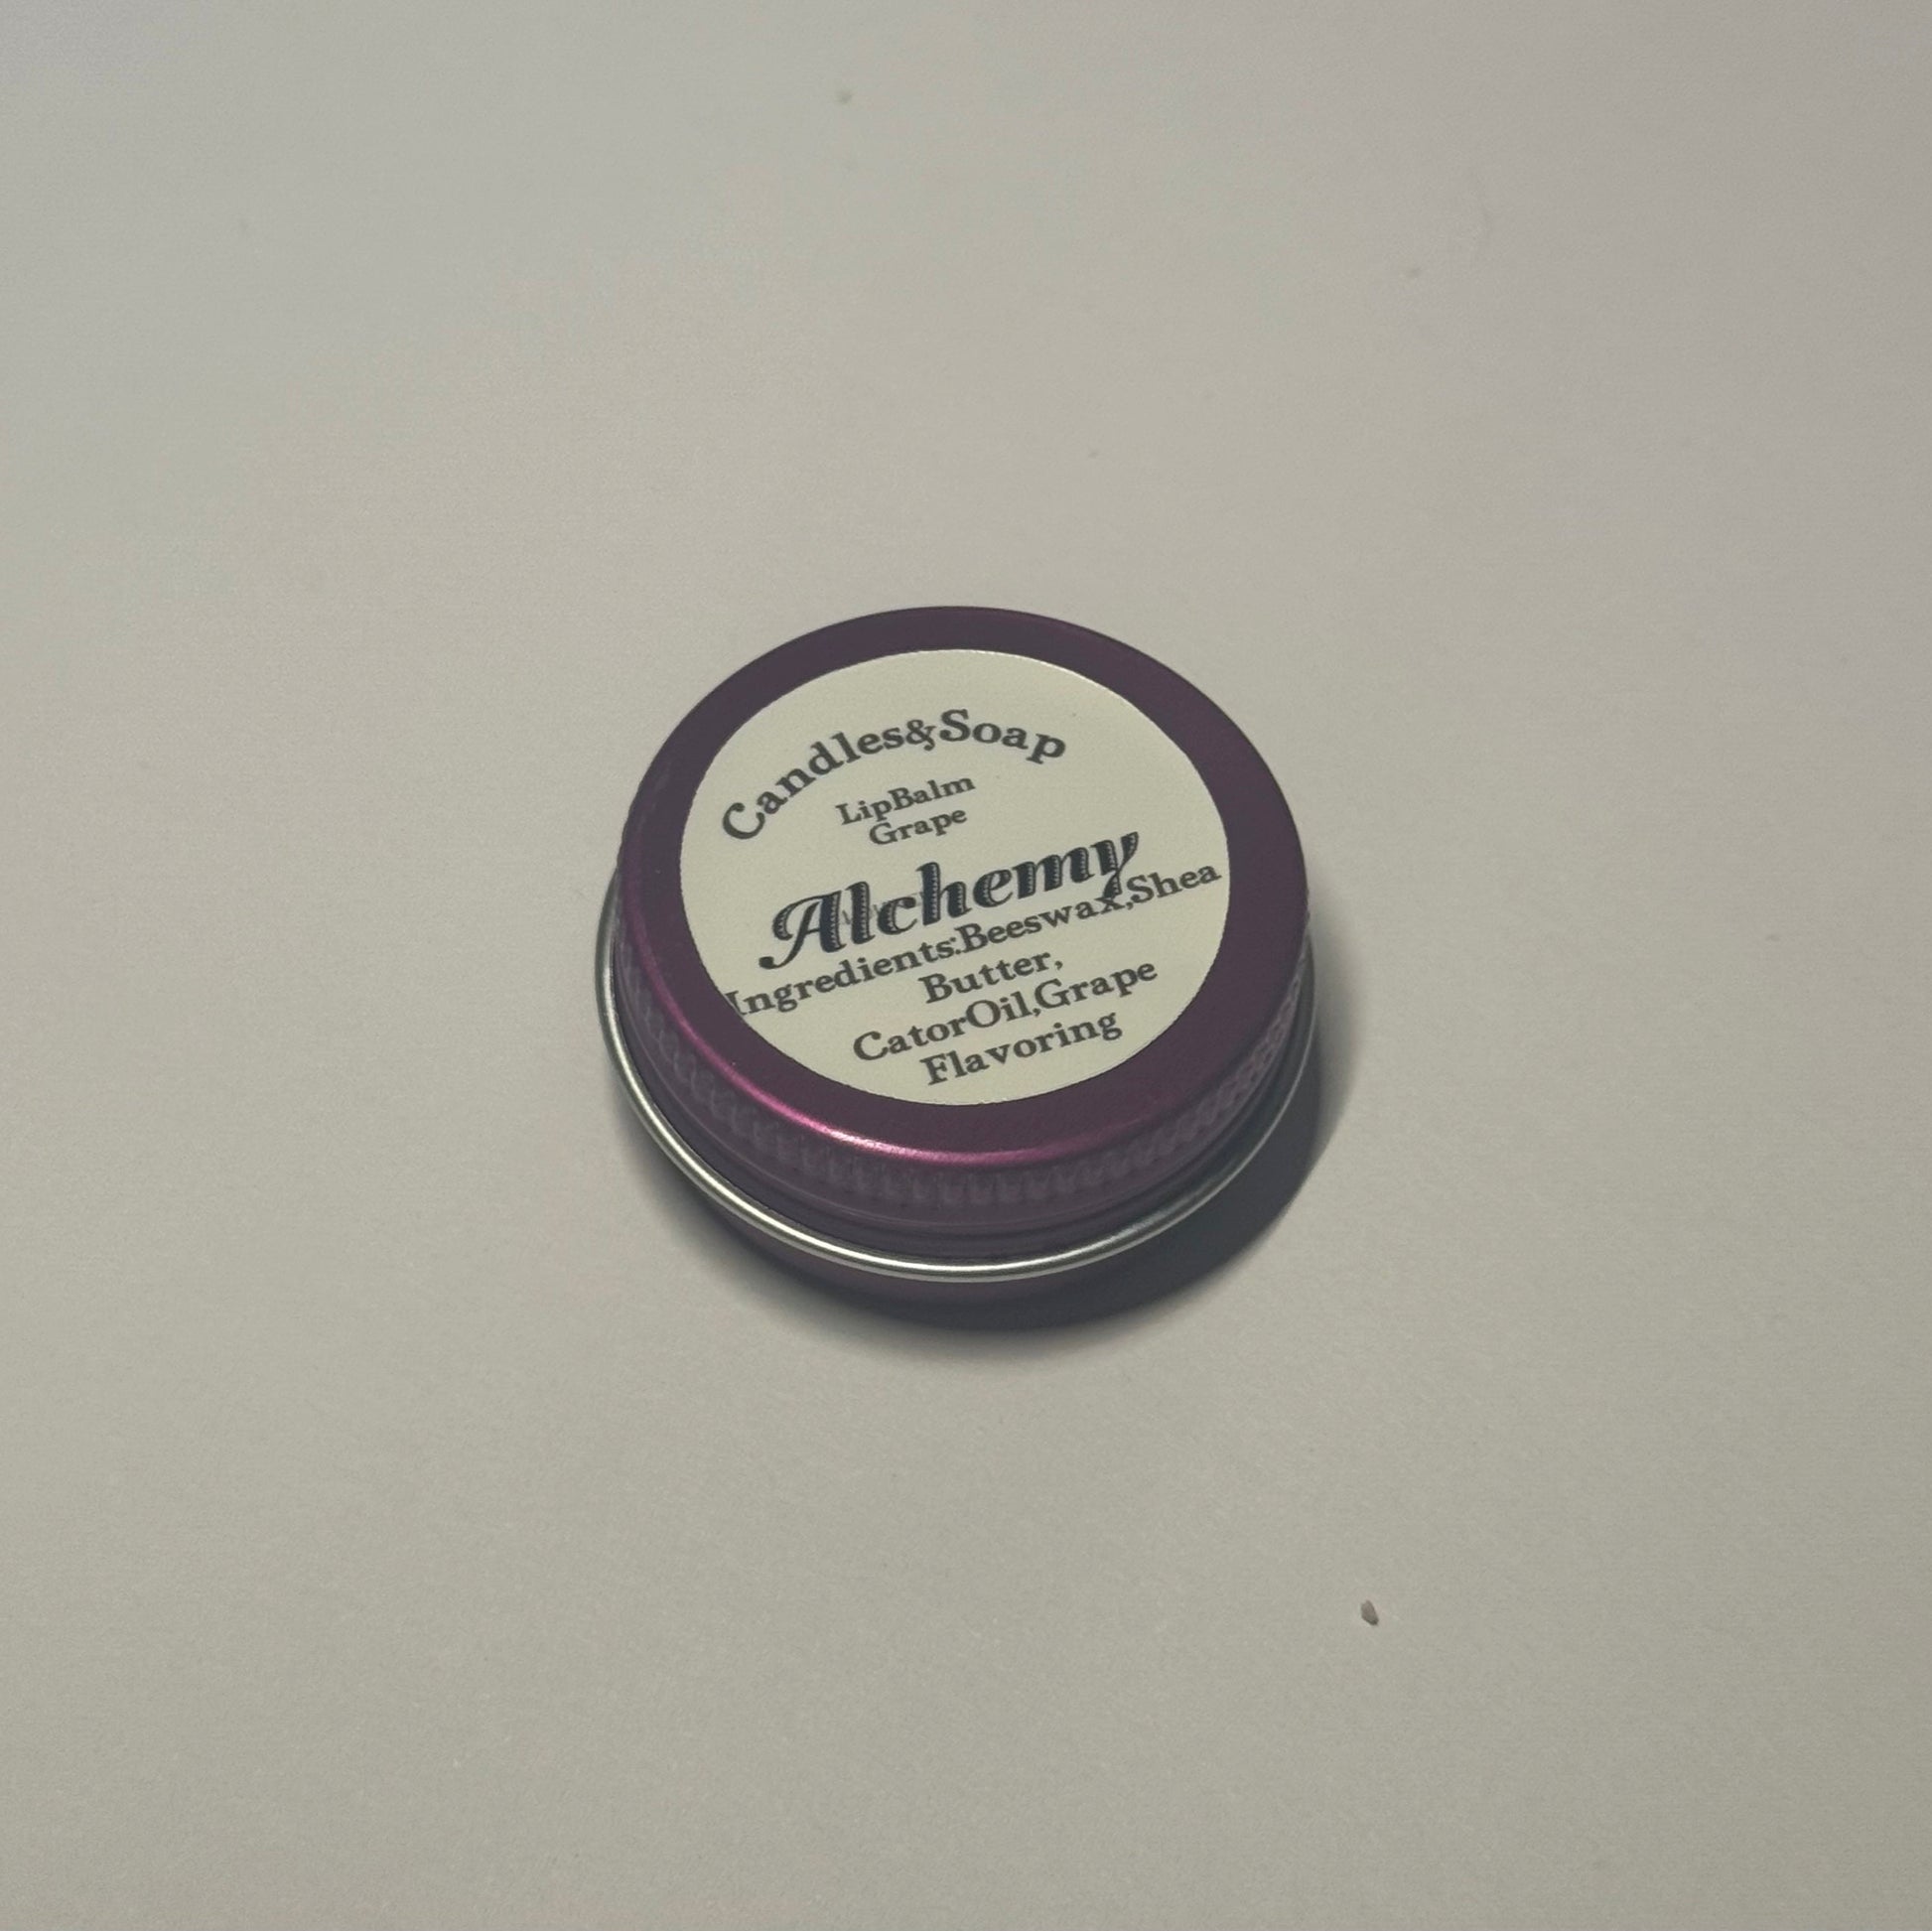 Candles&Soap
LipBalm
Grape
Alchemy
Ingredients:Beeswax,Shea
Butter,
CatorOil,Grape
Flavoring